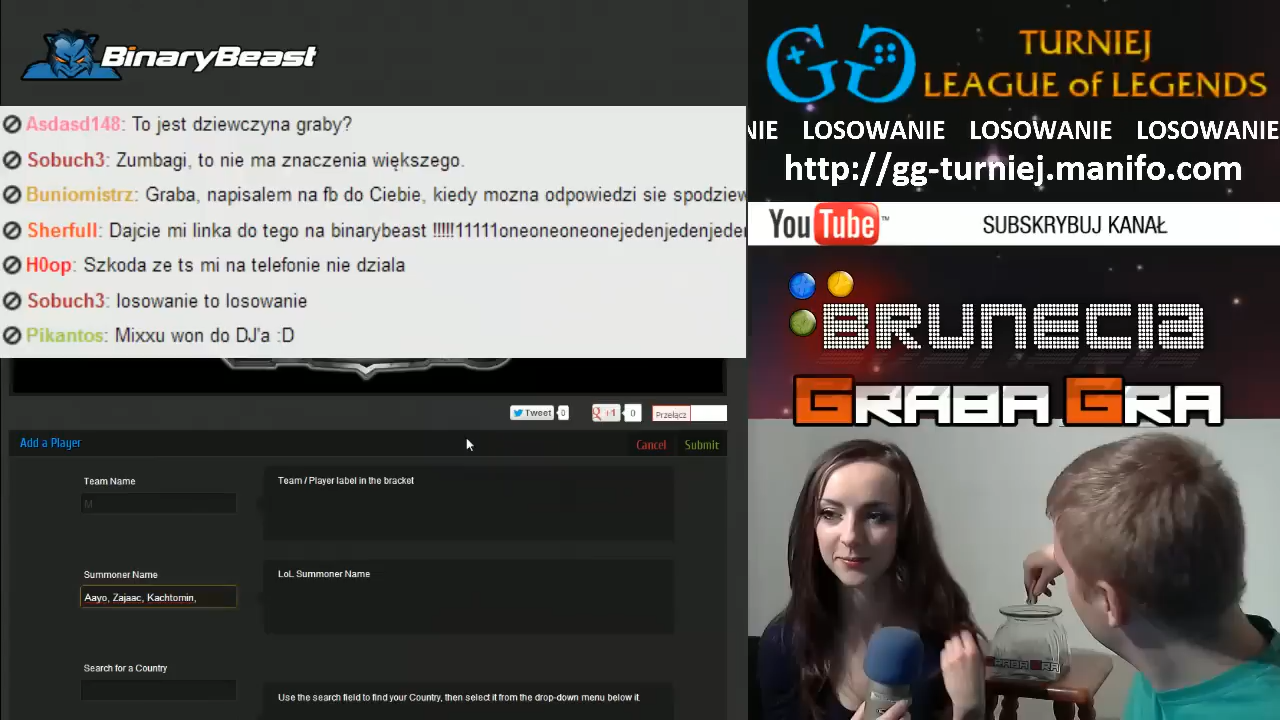 BinaryBeast
Asdasd148: To jest dziewczyna graby?
Sobuch3: Zumbagi, to nie ma znaczenia większego.
Buniomistrz: Graba, napisalem na fb do Ciebie, kiedy mozna odpowiedzi sie spodziew
Sherfull: Dajcie mi linka do tego na binarybeast !!!!!11111oneoneoneonejedenjedenjeder
H0op: Szkoda ze ts mi na telefonie nie dziala
Sobuch3: losowanie to losowanie
Pikantos: Mixxu won do DJ'a :D
Tweet 0
g +1 0
Przełącz
Add a Player
Cancel Submit
Team Name
Team / Player label in the bracket
M
Summoner Name
LoL Summoner Name
Aayo, Zajaac, Kachtomin,
Search for a Country
Use the search field to find your Country, then select it from the drop-down menu below it.
GG
TURNIEJ
LEAGUE of LEGENDS
NIE LOSOWANIE LOSOWANIE LOSOWANIE
http://gg-turniej.manifo.com
YouTube™
SUBSKRYBUJ KANAŁ
BRUNECIA
GRABA GRA
GRABA GRA